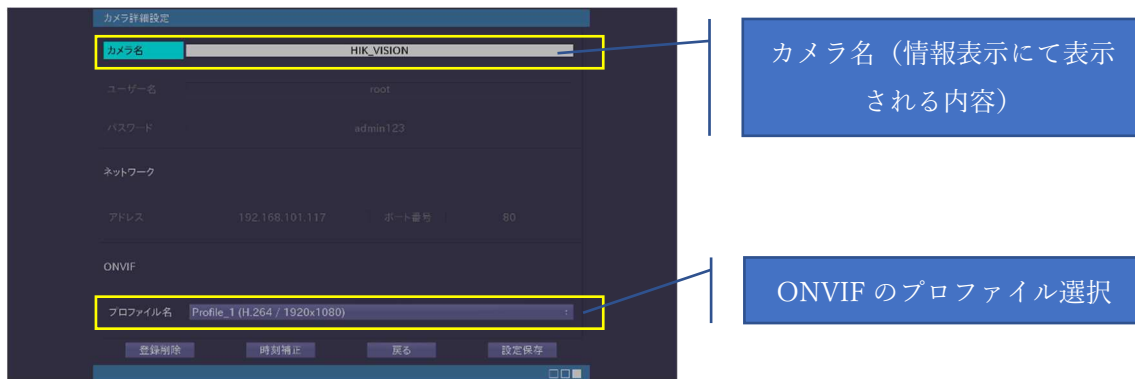 カメラ詳細設定
カメラ名 HIK_VISION
ユーザー名 root
パスワード admin123
ネットワーク
アドレス 192.168.101.117 ポート番号 80
ONVIF
プロファイル名 Profile_1 (H.264 / 1920x1080)
登録削除 時刻補正 戻る 設定保存
カメラ名（情報表示にて表示
される内容）
ONVIF のプロファイル選択